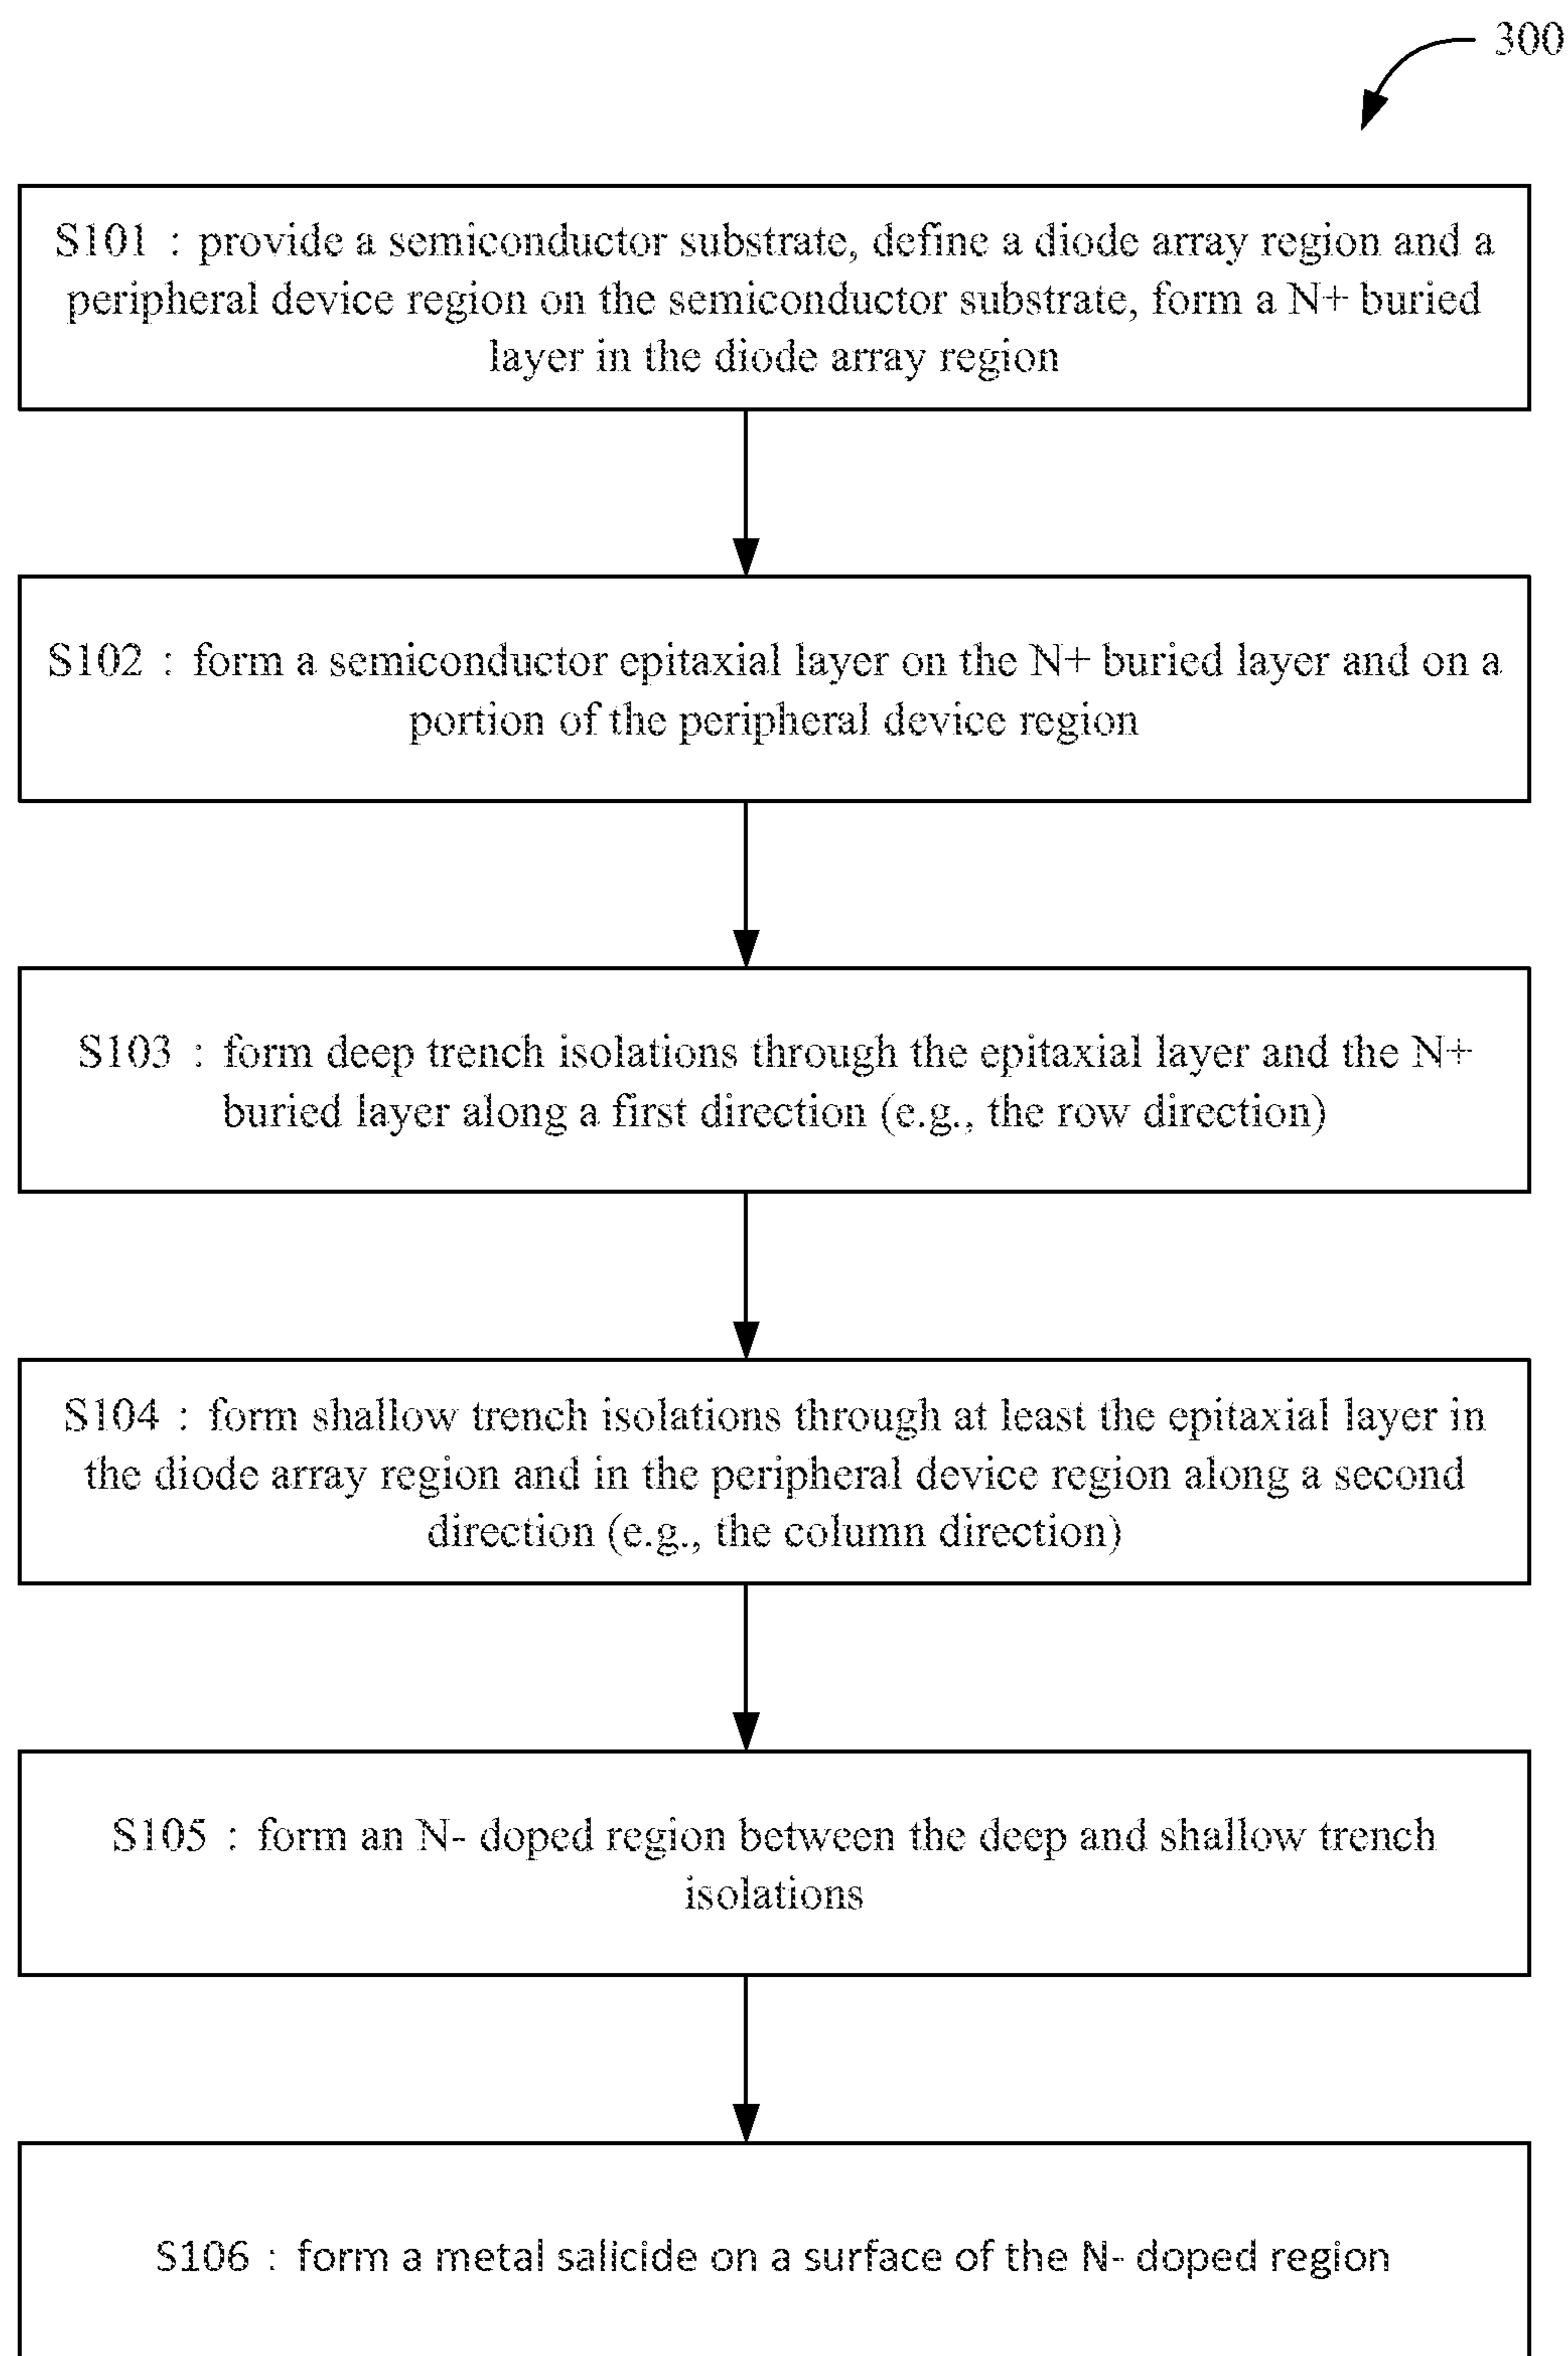 300
S101 : provide a semiconductor substrate, define a diode array region and a
peripheral device region on the semiconductor substrate, form a N+ buried
layer in the diode array region
S102 : form a semiconductor epitaxial layer on the N+ buried layer and on a
portion of the peripheral device region
S103 : form deep trench isolations through the epitaxial layer and the N+
buried layer along a first direction (e.g., the row direction)
S104 : form shallow trench isolations through at least the epitaxial layer in
the diode array region and in the peripheral device region along a second
direction (e.g., the column direction)
S105 : form an N- doped region between the deep and shallow trench
isolations
S106 : form a metal salicide on a surface of the N- doped region